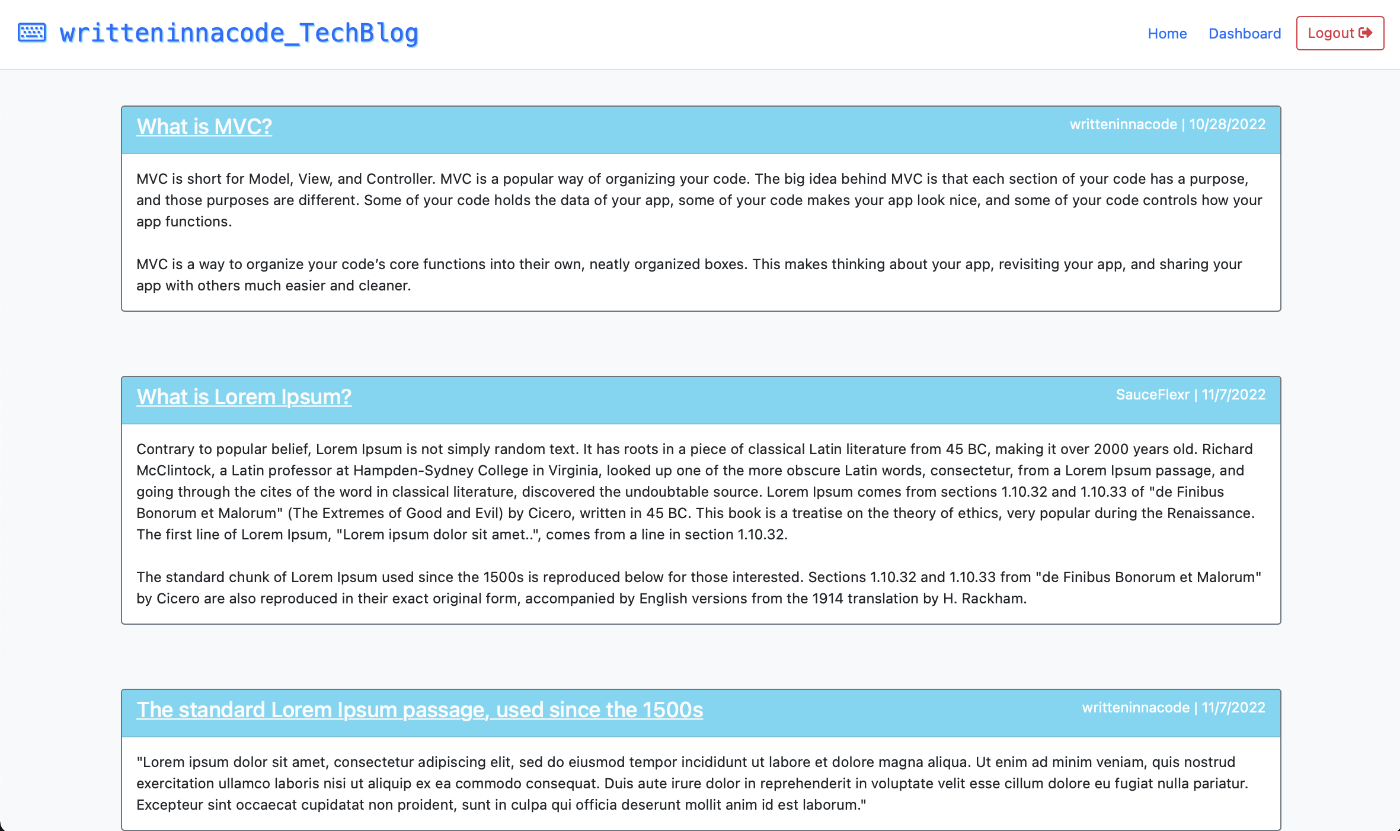 writteninnacode_TechBlog
Home
Dashboard
Logout
What is MVC?
writteninnacode | 10/28/2022
MVC is short for Model, View, and Controller. MVC is a popular way of organizing your code. The big idea behind MVC is that each section of your code has a purpose,
and those purposes are different. Some of your code holds the data of your app, some of your code makes your app look nice, and some of your code controls how your
app functions.
MVC is a way to organize your code's core functions into their own, neatly organized boxes. This makes thinking about your app, revisiting your app, and sharing your
app with others much easier and cleaner.
What is Lorem Ipsum?
SauceFlexr | 11/7/2022
Contrary to popular belief, Lorem Ipsum is not simply random text. It has roots in a piece of classical Latin literature from 45 BC, making it over 2000 years old. Richard
McClintock, a Latin professor at Hampden-Sydney College in Virginia, looked up one of the more obscure Latin words, consectetur, from a Lorem Ipsum passage, and
going through the cites of the word in classical literature, discovered the undoubtable source. Lorem Ipsum comes from sections 1.10.32 and 1.10.33 of "de Finibus
Bonorum et Malorum" (The Extremes of Good and Evil) by Cicero, written in 45 BC. This book is a treatise on the theory of ethics, very popular during the Renaissance.
The first line of Lorem Ipsum, "Lorem ipsum dolor sit amet..", comes from a line in section 1.10.32.
The standard chunk of Lorem Ipsum used since the 1500s is reproduced below for those interested. Sections 1.10.32 and 1.10.33 from "de Finibus Bonorum et Malorum"
by Cicero are also reproduced in their exact original form, accompanied by English versions from the 1914 translation by H. Rackham.
The standard Lorem Ipsum passage, used since the 1500s
writteninnacode | 11/7/2022
"Lorem ipsum dolor sit amet, consectetur adipiscing elit, sed do eiusmod tempor incididunt ut labore et dolore magna aliqua. Ut enim ad minim veniam, quis nostrud
exercitation ullamco laboris nisi ut aliquip ex ea commodo consequat. Duis aute irure dolor in reprehenderit in voluptate velit esse cillum dolore eu fugiat nulla pariatur.
Excepteur sint occaecat cupidatat non proident, sunt in culpa qui officia deserunt mollit anim id est laborum."